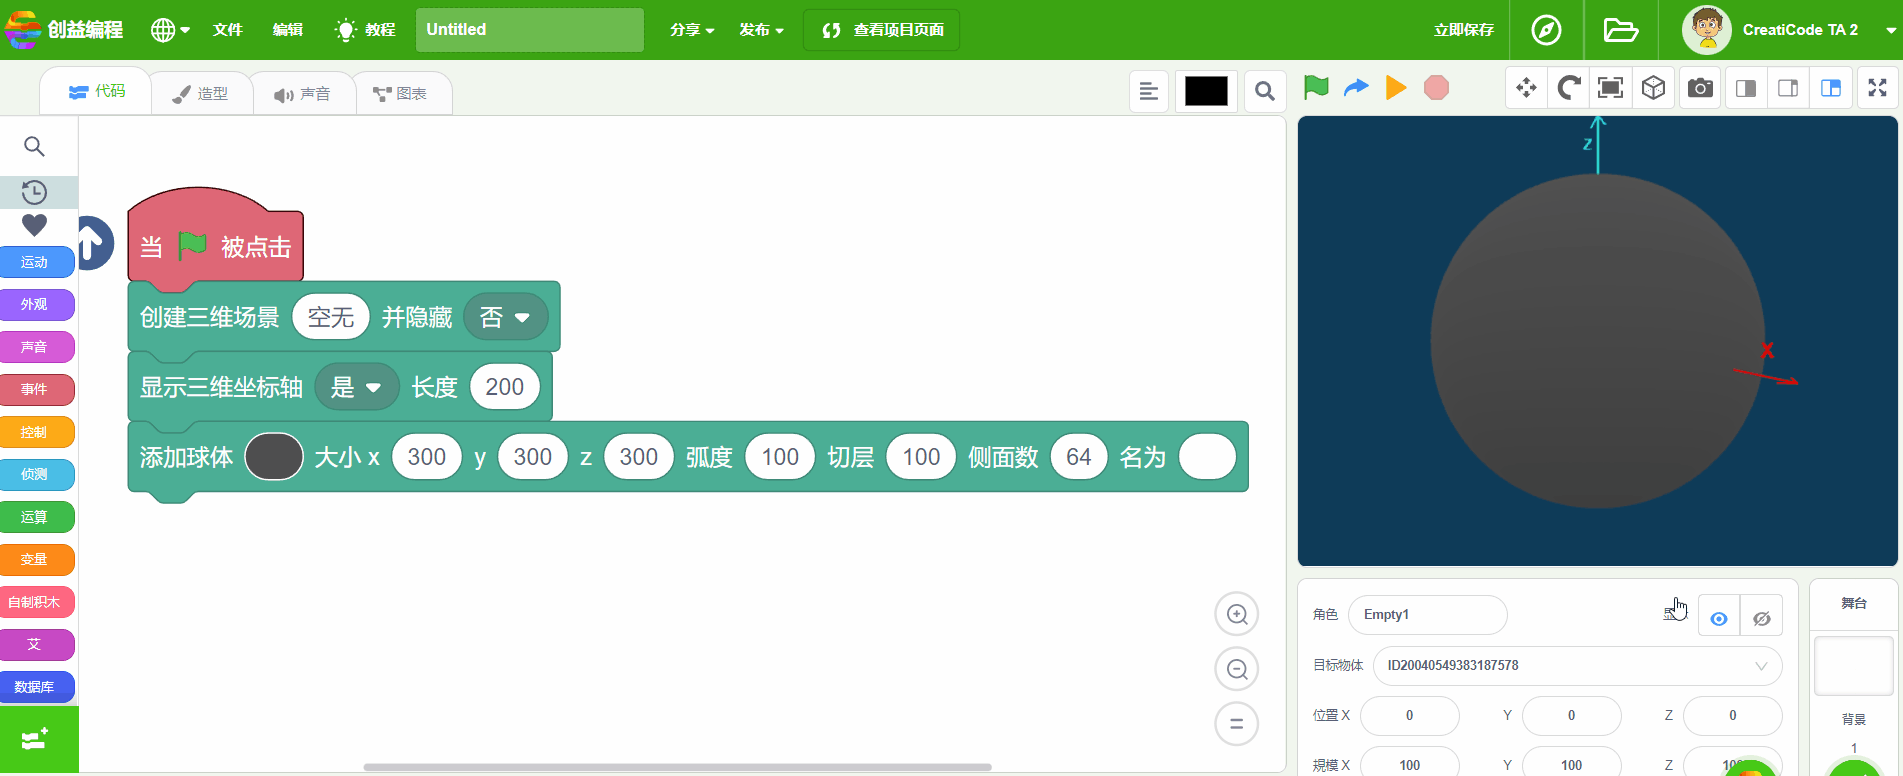 创益编程 文件 编辑 教程 Untitled 分享 发布 查看项目页面 立即保存 CreatiCode TA 2
代码 造型 声音 图表
运动
外观
声音
事件
控制
侦测
运算
变量
自制积木
艾
数据库
当 被点击
创建三维场景 空无 并隐藏 否
显示三维坐标轴 是 长度 200
添加球体 大小 x 300 y 300 z 300 弧度 100 切层 100 侧面数 64 名为
z
x
角色 Empty1
目标物体 ID20040549383187578
位置 X 0 Y 0 Z 0
规模 X 100 Y 100 Z
舞台
背景
1